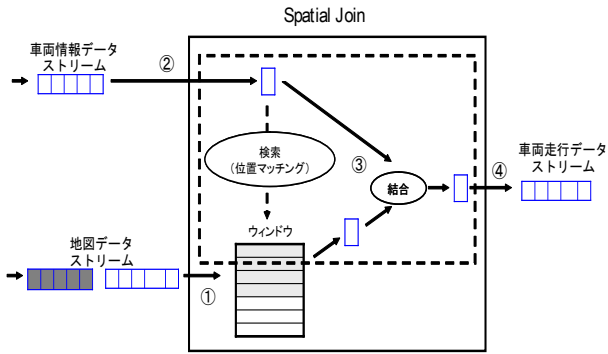 Spatial Join
車両情報データ
ストリーム
②
検索
(位置マッチング)
③
結合
④
車両走行データ
ストリーム
ウィンドウ
地図データ
ストリーム
①